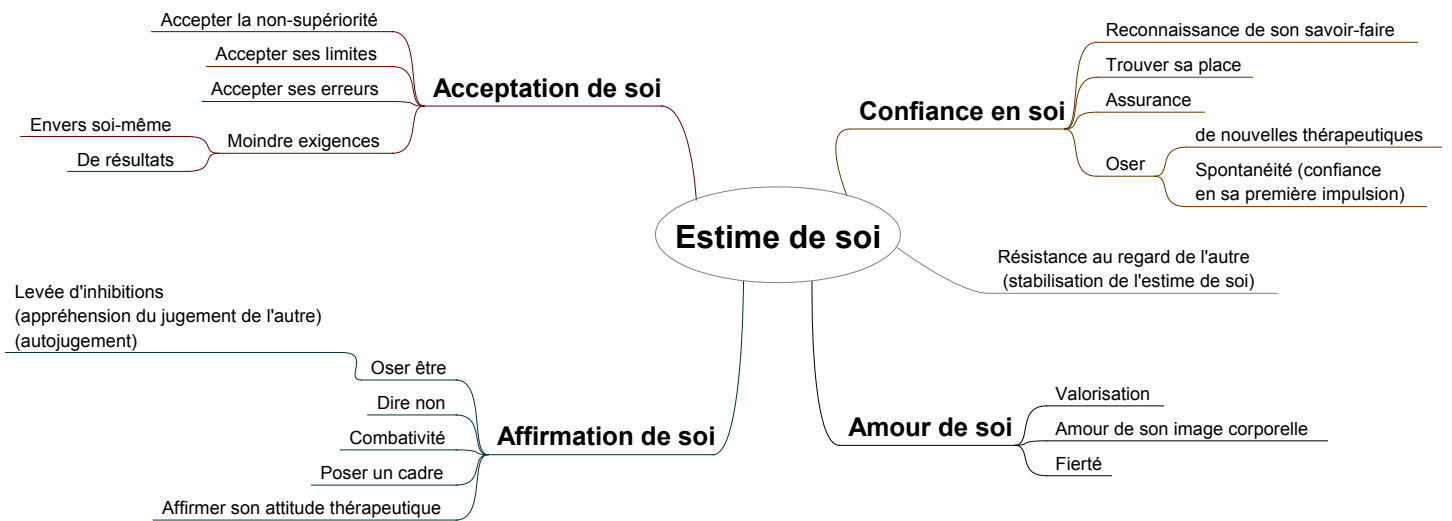 Estime de soi
Acceptation de soi
Accepter la non-supériorité
Accepter ses limites
Accepter ses erreurs
Moindre exigences
Envers soi-même
De résultats
Confiance en soi
Reconnaissance de son savoir-faire
Trouver sa place
Assurance
Oser
de nouvelles thérapeutiques
Spontanéité (confiance
en sa première impulsion)
Résistance au regard de l'autre
(stabilisation de l'estime de soi)
Affirmation de soi
Oser être
Levée d'inhibitions
(appréhension du jugement de l'autre)
(autojugement)
Dire non
Combativité
Poser un cadre
Affirmer son attitude thérapeutique
Amour de soi
Valorisation
Amour de son image corporelle
Fierté